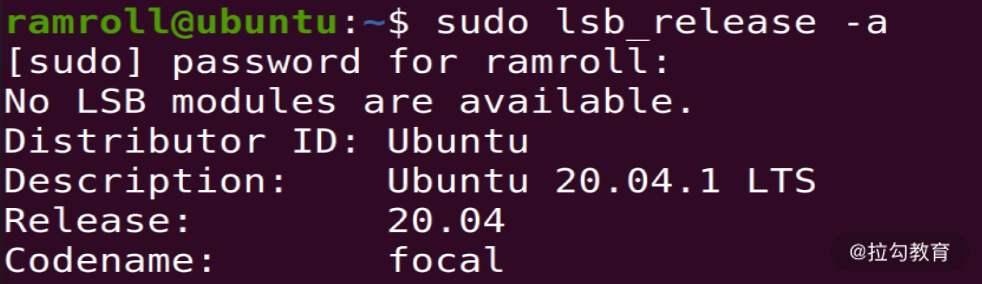 ramroll@ubuntu:~$ sudo lsb_release -a
[sudo] password for ramroll:
No LSB modules are available.
Distributor ID: Ubuntu
Description:    Ubuntu 20.04.1 LTS
Release:        20.04
Codename:       focal
@拉勾教育